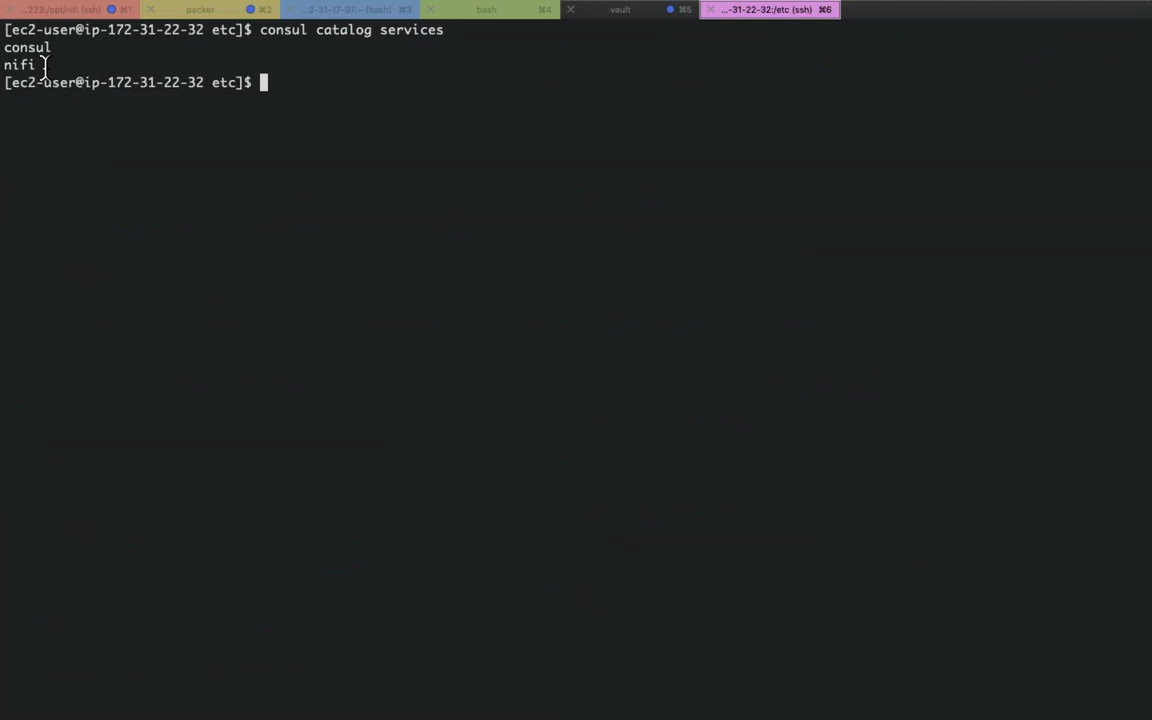 ...223:/opt/nifi (ssh) ⌘1 packer ⌘2 ...2-31-17-97:~ (bash) ⌘3 bash ⌘4 vault ⌘5 ...-31-22-32:/etc (ssh) ⌘6
[ec2-user@ip-172-31-22-32 etc]$ consul catalog services
consul
nifi
[ec2-user@ip-172-31-22-32 etc]$